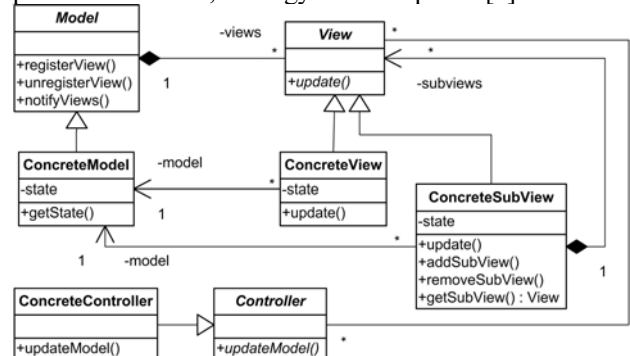 Model
+registerView()
+unregisterView()
+notifyViews()
-views
*
1
View
+update()
*
*
-subviews
ConcreteModel
-state
+getState()
-model
*
1
ConcreteView
-state
+update()
ConcreteSubView
-state
+update()
+addSubView()
+removeSubView()
+getSubView() : View
*
1
1
-model
ConcreteController
+updateModel()
Controller
+updateModel()
*